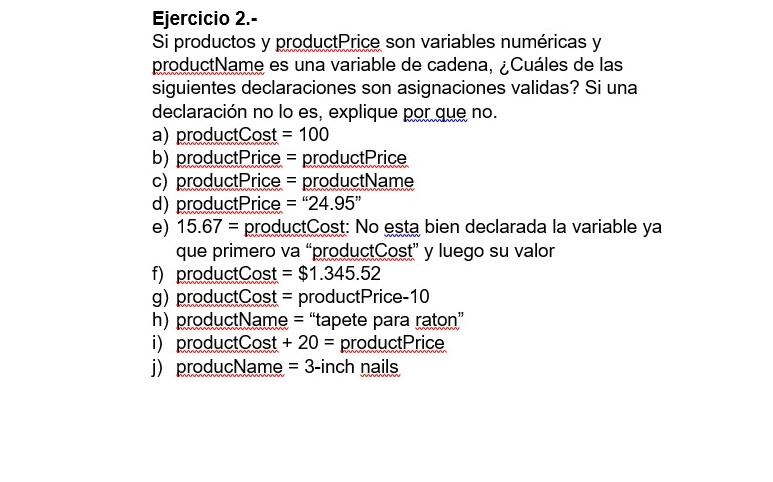 Ejercicio 2.-
Si productos y productPrice son variables numéricas y
productName es una variable de cadena, ¿Cuáles de las
siguientes declaraciones son asignaciones validas? Si una
declaración no lo es, explique por que no.
a) productCost = 100
b) productPrice = productPrice
c) productPrice = productName
d) productPrice = “24.95”
e) 15.67 = productCost: No esta bien declarada la variable ya
que primero va “productCost” y luego su valor
f) productCost = $1.345.52
g) productCost = productPrice-10
h) productName = “tapete para raton”
i) productCost + 20 = productPrice
j) producName = 3-inch nails